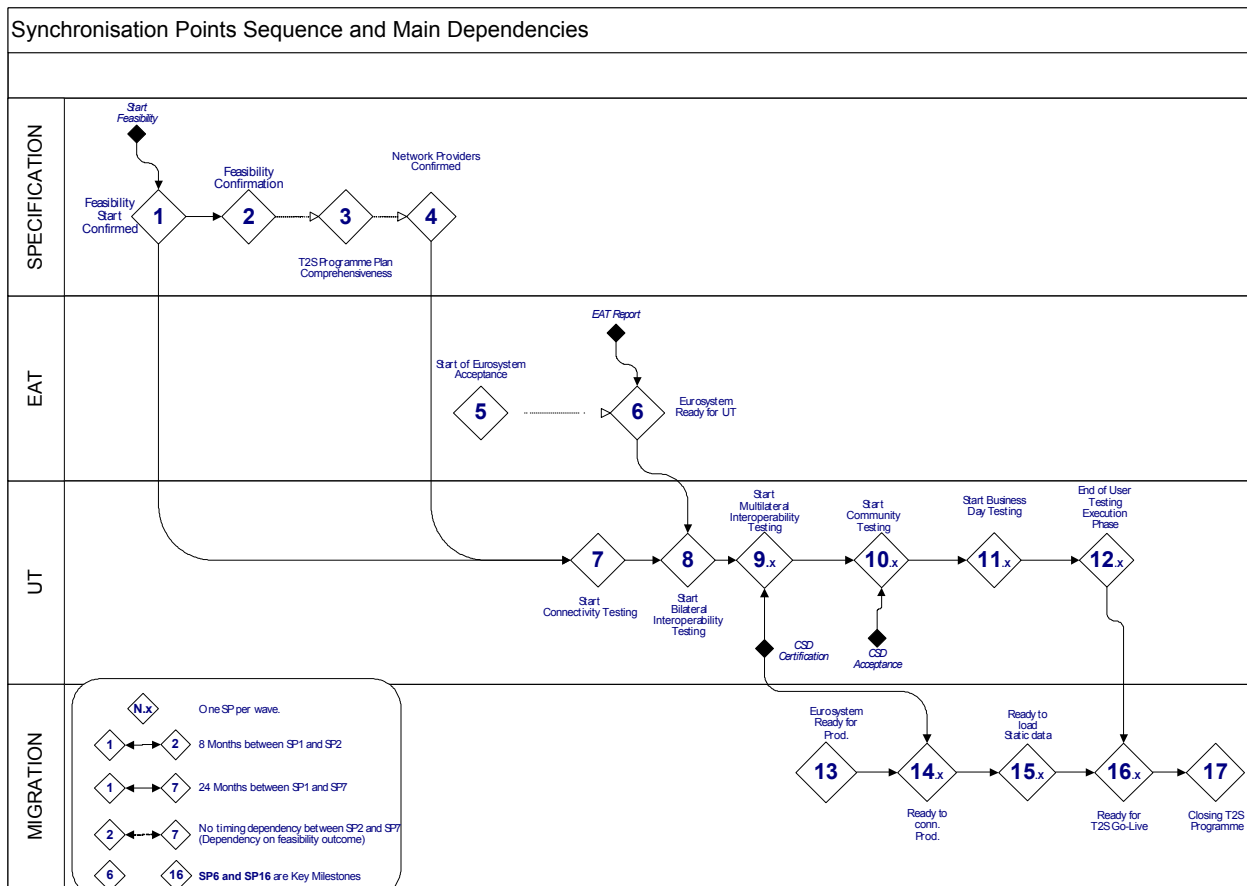 Synchronisation Points Sequence and Main Dependencies
SPECIFICATION
Start
Feasibility
Feasibility
Start
Confirmed
1
Feasibility
Confirmation
2
3
T2S Programme Plan
Comprehensiveness
Network Providers
Confirmed
4
EAT
EAT Report
Start of Eurosystem
Acceptance
5
6
Eurosystem
Ready for UT
UT
7
Start
Connectivity Testing
8
Start
Bilateral
Interoperability
Testing
Start
Multilateral
Interoperability
Testing
9.x
Start
Community
Testing
10.x
Start Business
Day Testing
11.x
End of User
Testing
Execution
Phase
12.x
CSD
Certification
CSD
Acceptance
MIGRATION
Eurosystem
Ready for
Prod.
13
14.x
Ready to
conn.
Prod.
Ready to
load
Static data
15.x
16.x
Ready for
T2S Go-Live
17
Closing T2S
Programme
N.x One SP per wave.
1 2 8 Months between SP1 and SP2
1 7 24 Months between SP1 and SP7
2 7 No timing dependency between SP2 and SP7
(Dependency on feasibility outcome)
6 16 SP6 and SP16 are Key Milestones